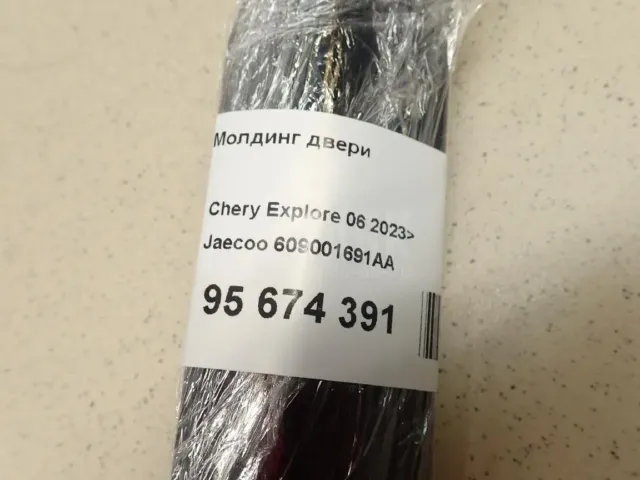 Молдинг двери
Chery Explore 06 2023>
Jaecoo 609001691AA
95 674 391